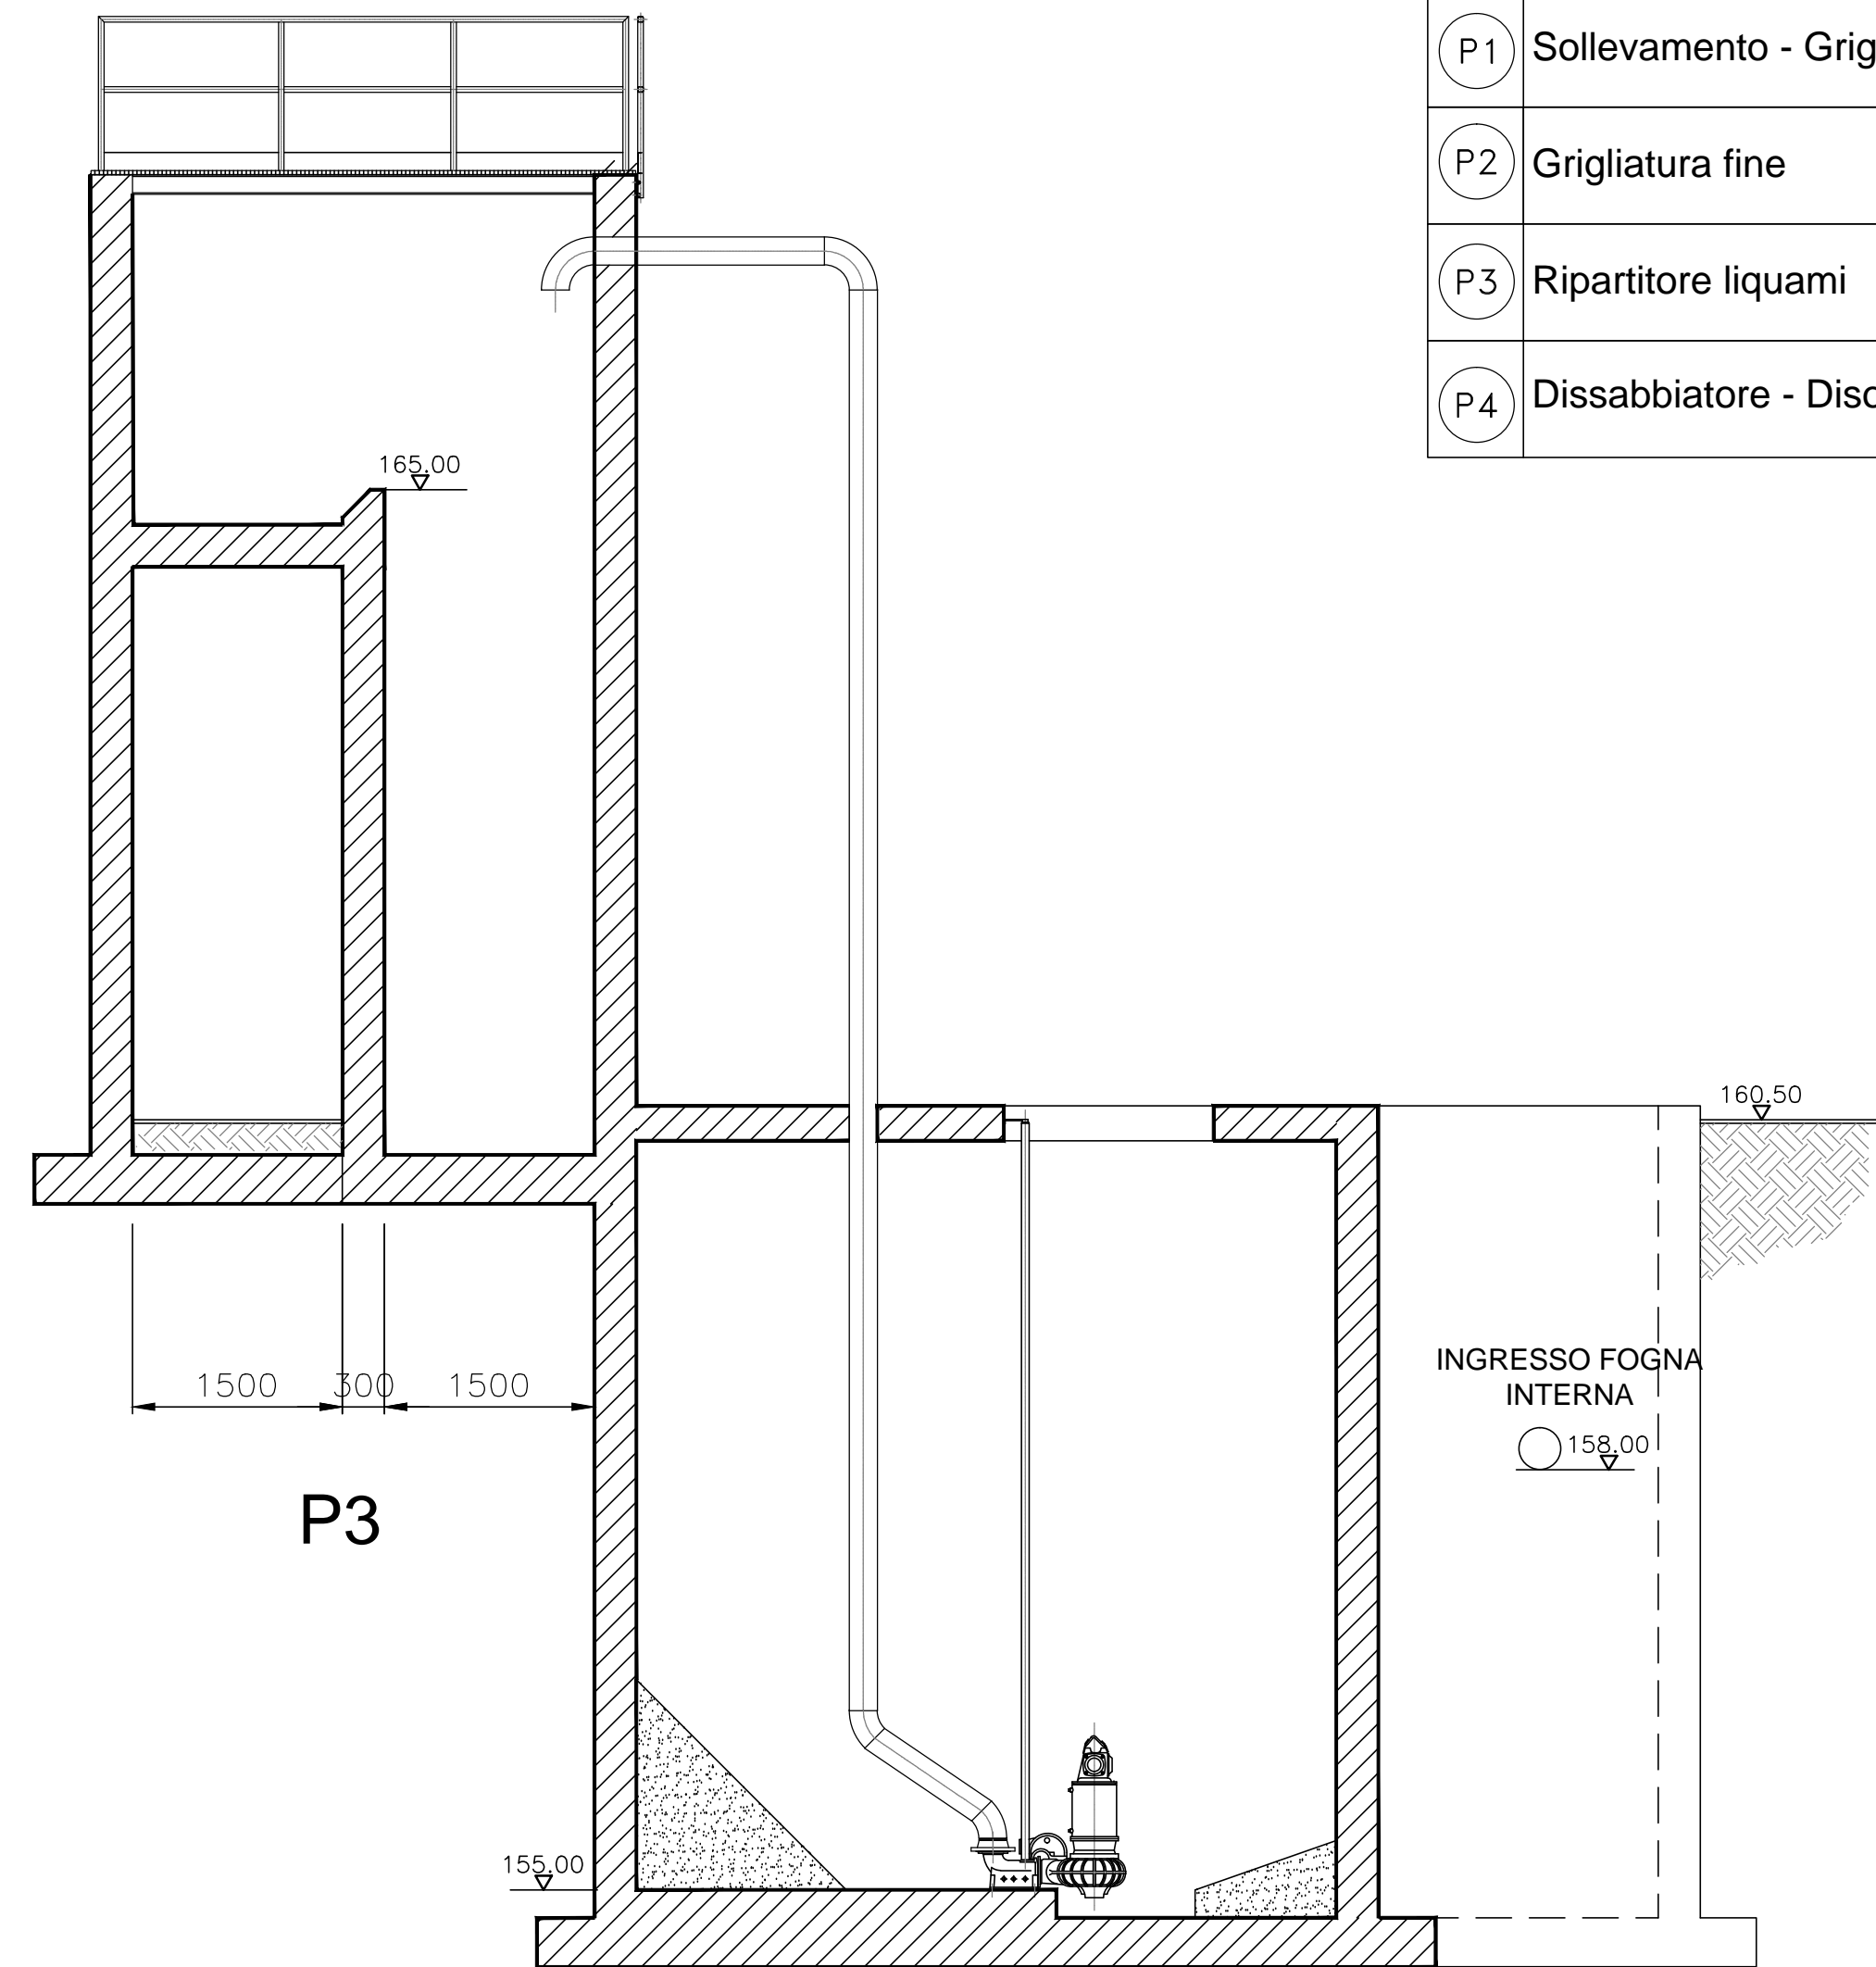 P1 Sollevamento - Grig
P2 Grigliatura fine
P3 Ripartitore liquami
P4 Dissabbiatore - Diso
165.00
160.50
INGRESSO FOGNA
INTERNA
158.00
1500 300 1500
P3
155.00